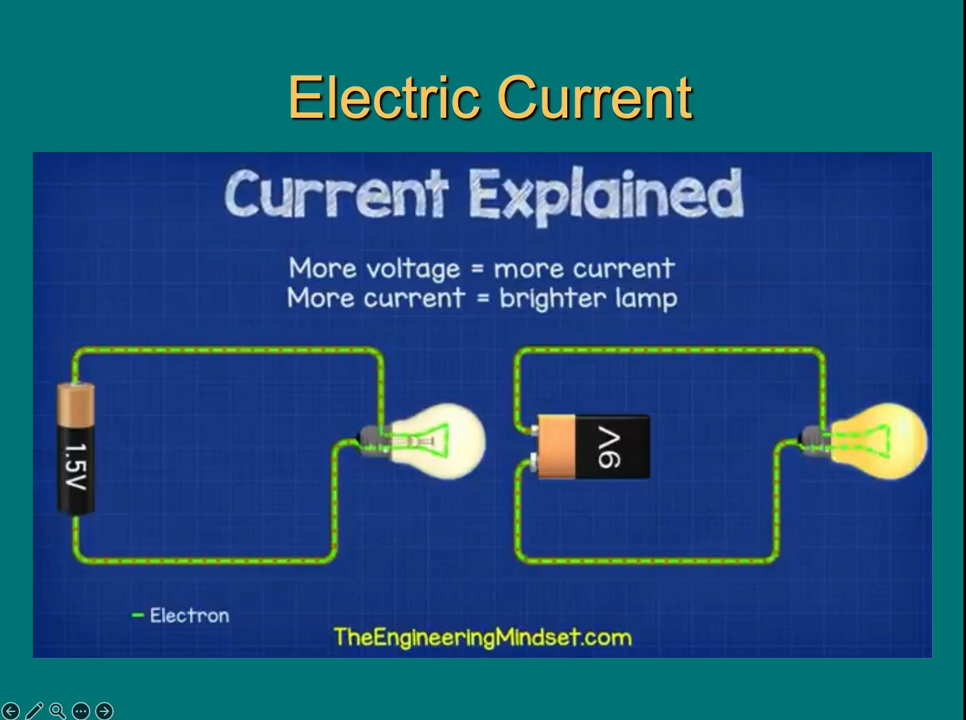 Electric Current
Current Explained
More voltage = more current
More current = brighter lamp
1.5V
9V
Electron
TheEngineeringMindset.com